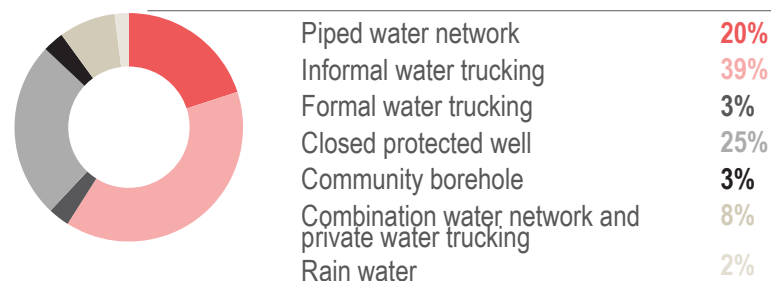 Piped water network 20%
Informal water trucking 39%
Formal water trucking 3%
Closed protected well 25%
Community borehole 3%
Combination water network and 8%
private water trucking
Rain water 2%